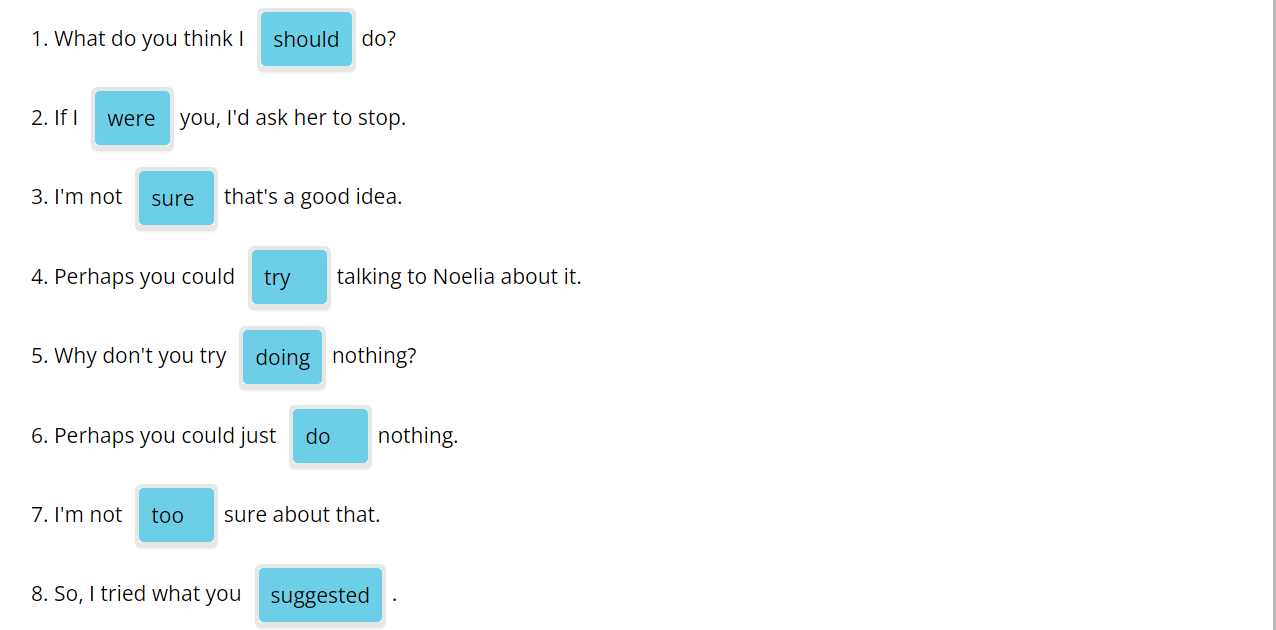 1. What do you think I should do?
2. If I were you, I'd ask her to stop.
3. I'm not sure that's a good idea.
4. Perhaps you could try talking to Noelia about it.
5. Why don't you try doing nothing?
6. Perhaps you could just do nothing.
7. I'm not too sure about that.
8. So, I tried what you suggested .